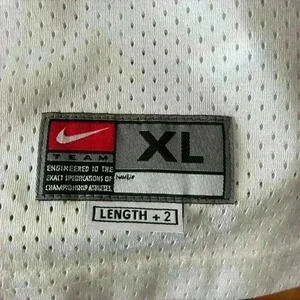 XL
TEAM
ENGINEERED TO THE
EXACT SPECIFICATIONS OF
CHAMPIONSHIP ATHLETES.
LENGTH + 2